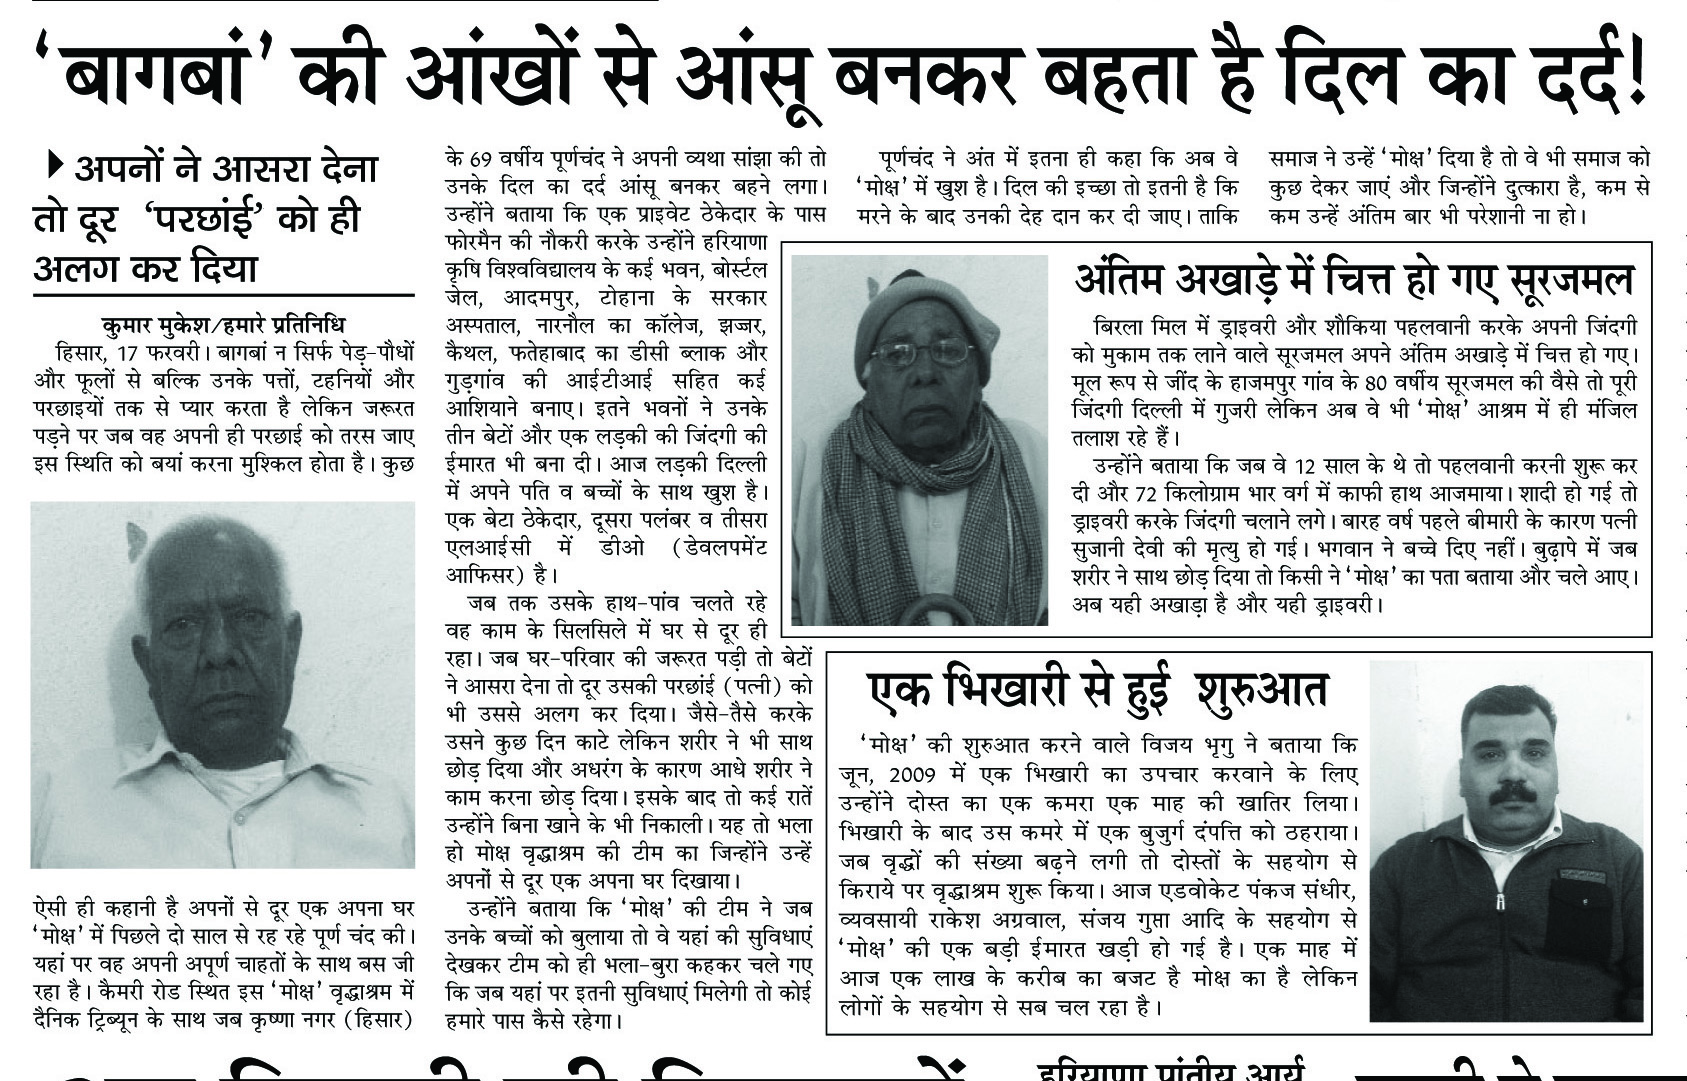 ‘बागबां’ की आंखों से आंसू बनकर बहता है दिल का दर्द!
अपनों ने आसरा देना
तो दूर ‘परछांई’ को ही
अलग कर दिया
कुमार मुकेश/हमारे प्रतिनिधि
हिसार, 17 फरवरी। बागबां न सिर्फ पेड़-पौधों
और फूलों से बल्कि उनके पत्तों, टहनियों और
परछाइयों तक से प्यार करता है लेकिन जरूरत
पड़ने पर जब वह अपनी ही परछाई को तरस जाए
इस स्थिति को बयां करना मुश्किल होता है। कुछ
ऐसी ही कहानी है अपनों से दूर एक अपना घर
‘मोक्ष’ में पिछले दो साल से रह रहे पूर्ण चंद की।
यहां पर वह अपनी अपूर्ण चाहतों के साथ बस जी
रहा है। कैमरी रोड स्थित इस ‘मोक्ष’ वृद्धाश्रम में
दैनिक ट्रिब्यून के साथ जब कृष्णा नगर (हिसार)
के 69 वर्षीय पूर्णचंद ने अपनी व्यथा सांझा की तो
उनके दिल का दर्द आंसू बनकर बहने लगा।
उन्होंने बताया कि एक प्राइवेट ठेकेदार के पास
फोरमैन की नौकरी करके उन्होंने हरियाणा
कृषि विश्वविद्यालय के कई भवन, बोर्स्टल
जेल, आदमपुर, टोहाना के सरकार
अस्पताल, नारनौल का कॉलेज, झज्जर,
कैथल, फतेहाबाद का डीसी ब्लाक और
गुड़गांव की आईटीआई सहित कई
आशियाने बनाए। इतने भवनों ने उनके
तीन बेटों और एक लड़की की जिंदगी की
ईमारत भी बना दी। आज लड़की दिल्ली
में अपने पति व बच्चों के साथ खुश है।
एक बेटा ठेकेदार, दूसरा पलंबर व तीसरा
एलआईसी में डीओ (डेवलपमेंट
आफिसर) है।
जब तक उसके हाथ-पांव चलते रहे
वह काम के सिलसिले में घर से दूर ही
रहा। जब घर-परिवार की जरूरत पड़ी तो बेटों
ने आसरा देना तो दूर उसकी परछांई (पत्नी) को
भी उससे अलग कर दिया। जैसे-तैसे करके
उसने कुछ दिन काटे लेकिन शरीर ने भी साथ
छोड़ दिया और अधरंग के कारण आधे शरीर ने
काम करना छोड़ दिया। इसके बाद तो कई रातें
उन्होंने बिना खाने के भी निकाली। यह तो भला
हो मोक्ष वृद्धाश्रम की टीम का जिन्होंने उन्हें
अपनों से दूर एक अपना घर दिखाया।
उन्होंने बताया कि ‘मोक्ष’ की टीम ने जब
उनके बच्चों को बुलाया तो वे यहां की सुविधाएं
देखकर टीम को ही भला-बुरा कहकर चले गए
कि जब यहां पर इतनी सुविधाएं मिलेगी तो कोई
हमारे पास कैसे रहेगा।
पूर्णचंद ने अंत में इतना ही कहा कि अब वे
‘मोक्ष’ में खुश है। दिल की इच्छा तो इतनी है कि
मरने के बाद उनकी देह दान कर दी जाए। ताकि
समाज ने उन्हें ‘मोक्ष’ दिया है तो वे भी समाज को
कुछ देकर जाएं और जिन्होंने दुत्कारा है, कम से
कम उन्हें अंतिम बार भी परेशानी ना हो।
अंतिम अखाड़े में चित्त हो गए सूरजमल
बिरला मिल में ड्राइवरी और शौकिया पहलवानी करके अपनी जिंदगी
को मुकाम तक लाने वाले सूरजमल अपने अंतिम अखाड़े में चित्त हो गए।
मूल रूप से जींद के हाजमपुर गांव के 80 वर्षीय सूरजमल की वैसे तो पूरी
जिंदगी दिल्ली में गुजरी लेकिन अब वे भी ‘मोक्ष’ आश्रम में ही मंजिल
तलाश रहे हैं।
उन्होंने बताया कि जब वे 12 साल के थे तो पहलवानी करनी शुरू कर
दी और 72 किलोग्राम भार वर्ग में काफी हाथ आजमाया। शादी हो गई तो
ड्राइवरी करके जिंदगी चलाने लगे। बारह वर्ष पहले बीमारी के कारण पत्नी
सुजानी देवी की मृत्यु हो गई। भगवान ने बच्चे दिए नहीं। बुढ़ापे में जब
शरीर ने साथ छोड़ दिया तो किसी ने ‘मोक्ष’ का पता बताया और चले आए।
अब यही अखाड़ा है और यही ड्राइवरी।
एक भिखारी से हुई शुरुआत
‘मोक्ष’ की शुरुआत करने वाले विजय भृगु ने बताया कि
जून, 2009 में एक भिखारी का उपचार करवाने के लिए
उन्होंने दोस्त का एक कमरा एक माह की खातिर लिया।
भिखारी के बाद उस कमरे में एक बुजुर्ग दंपत्ति को ठहराया।
जब वृद्धों की संख्या बढ़ने लगी तो दोस्तों के सहयोग से
किराये पर वृद्धाश्रम शुरू किया। आज एडवोकेट पंकज संधीर,
व्यवसायी राकेश अग्रवाल, संजय गुप्ता आदि के सहयोग से
‘मोक्ष’ की एक बड़ी ईमारत खड़ी हो गई है। एक माह में
आज एक लाख के करीब का बजट है मोक्ष का है लेकिन
लोगों के सहयोग से सब चल रहा है।
हरियाणा प्रांतीय आर्य